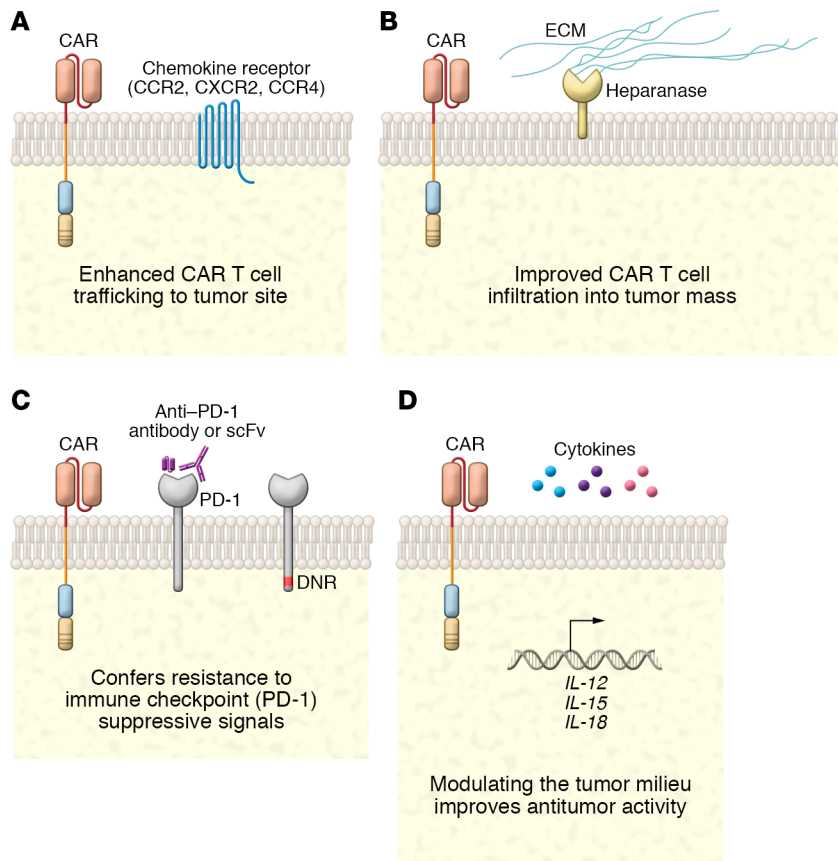 A
CAR
Chemokine receptor
(CCR2, CXCR2, CCR4)
Enhanced CAR T cell
trafficking to tumor site
B
CAR
ECM
Heparanase
Improved CAR T cell
infiltration into tumor mass
C
CAR
Anti–PD-1
antibody or scFv
PD-1
DNR
Confers resistance to
immune checkpoint (PD-1)
suppressive signals
D
CAR
Cytokines
IL-12
IL-15
IL-18
Modulating the tumor milieu
improves antitumor activity